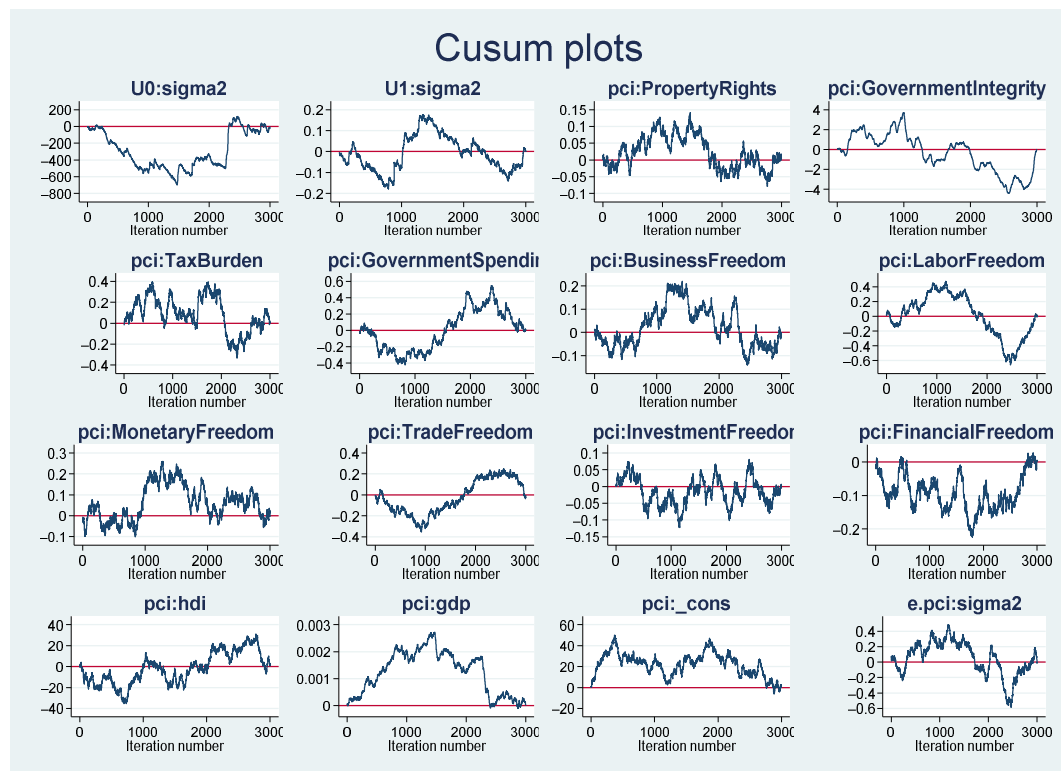 Cusum plots
U0:sigma2
200
0
−200
−400
−600
−800
0 1000 2000 3000
Iteration number
U1:sigma2
0.2
0.1
0
−0.1
−0.2
0 1000 2000 3000
Iteration number
pci:PropertyRights
0.15
0.1
0.05
0
−0.05
−0.1
0 1000 2000 3000
Iteration number
pci:GovernmentIntegrity
4
2
0
−2
−4
0 1000 2000 3000
Iteration number
pci:TaxBurden
0.4
0.2
0
−0.2
−0.4
0 1000 2000 3000
Iteration number
pci:GovernmentSpendin
0.6
0.4
0.2
0
−0.2
−0.4
0 1000 2000 3000
Iteration number
pci:BusinessFreedom
0.2
0.1
0
−0.1
0 1000 2000 3000
Iteration number
pci:LaborFreedom
0.4
0.2
0
−0.2
−0.4
−0.6
0 1000 2000 3000
Iteration number
pci:MonetaryFreedom
0.3
0.2
0.1
0
−0.1
0 1000 2000 3000
Iteration number
pci:TradeFreedom
0.4
0.2
0
−0.2
−0.4
0 1000 2000 3000
Iteration number
pci:InvestmentFreedom
0.1
0.05
0
−0.05
−0.1
−0.15
0 1000 2000 3000
Iteration number
pci:FinancialFreedom
0
−0.1
−0.2
0 1000 2000 3000
Iteration number
pci:hdi
40
20
0
−20
−40
0 1000 2000 3000
Iteration number
pci:gdp
0.003
0.002
0.001
0
0 1000 2000 3000
Iteration number
pci:_cons
60
40
20
0
−20
0 1000 2000 3000
Iteration number
e.pci:sigma2
0.4
0.2
0
−0.2
−0.4
−0.6
0 1000 2000 3000
Iteration number